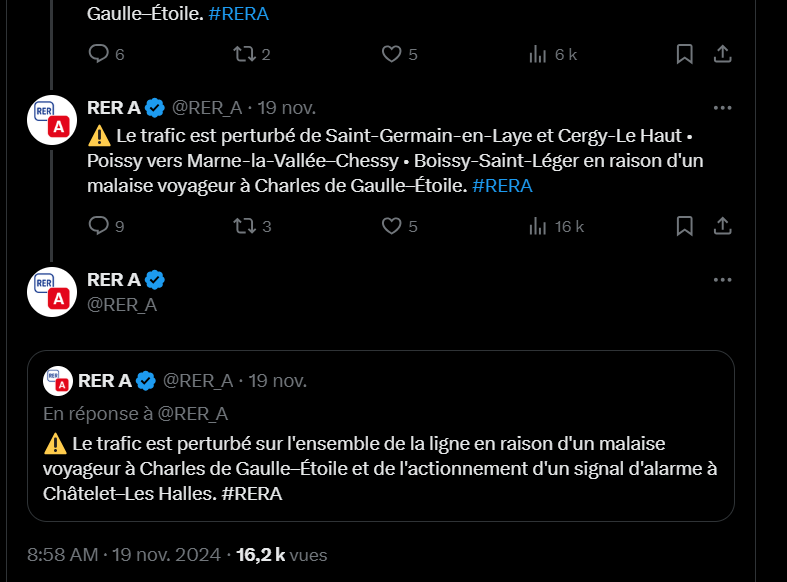 Gaulle–Étoile. #RERA
6 2 5 6 k
RER A @RER_A · 19 nov.
⚠️ Le trafic est perturbé de Saint-Germain-en-Laye et Cergy-Le Haut •
Poissy vers Marne-la-Vallée–Chessy • Boissy-Saint-Léger en raison d'un
malaise voyageur à Charles de Gaulle–Étoile. #RERA
9 3 5 16 k
RER A
@RER_A
RER A @RER_A · 19 nov.
En réponse à @RER_A
⚠️ Le trafic est perturbé sur l'ensemble de la ligne en raison d'un malaise
voyageur à Charles de Gaulle–Étoile et de l'actionnement d'un signal d'alarme à
Châtelet–Les Halles. #RERA
8:58 AM · 19 nov. 2024 · 16,2 k vues